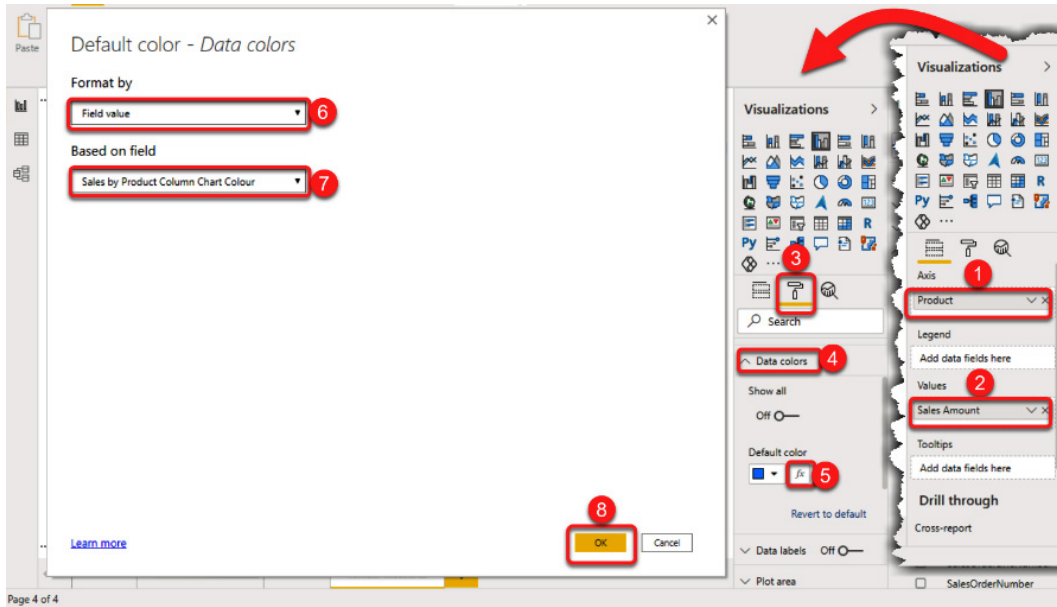 Paste
Default color - Data colors
Format by
Field value
6
Based on field
Sales by Product Column Chart Colour
7
Learn more
8
OK
Cancel
Page 4 of 4
Visualizations
R
Py
3
Search
Data colors
4
Show all
Off
Default color
fx
5
Revert to default
Data labels Off
Plot area
Visualizations
R
Py
Axis
1
Product
Legend
Add data fields here
Values
2
Sales Amount
Tooltips
Add data fields here
Drill through
Cross-report
SalesOrderNumber